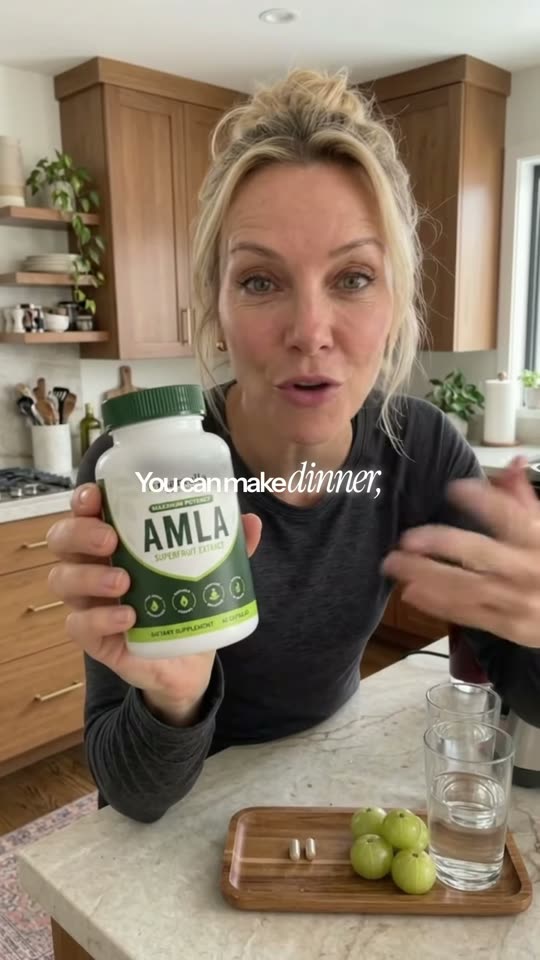 You can make dinner,
MAXIMUM POTENCY
AMLA
SUPERFRUIT EXTRACT
DIETARY SUPPLEMENT 60 CAPSULES